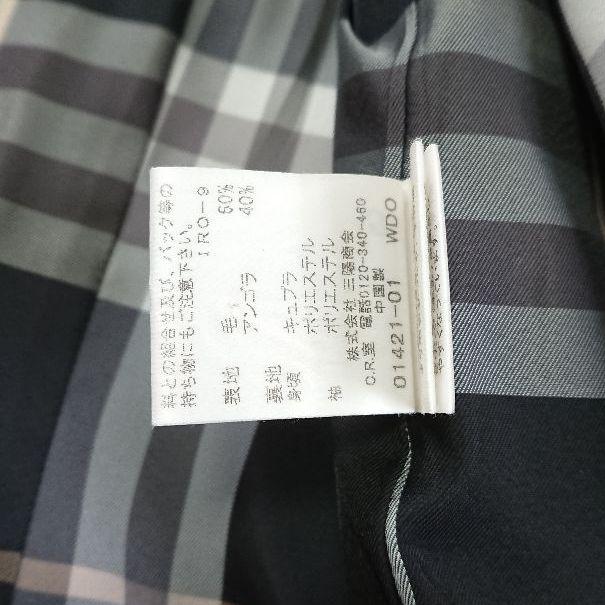 料との組合せ及び、バック等の
持ち物にもご注意下さい。
IRO-9
表地 毛 60%
アンゴラ 40%
裏地 キュプラ
身頃 ポリエステル
袖 ポリエステル
株式会社 三陽商会
C.R.室 電話0120-340-460
中国製
01421-01 WDO